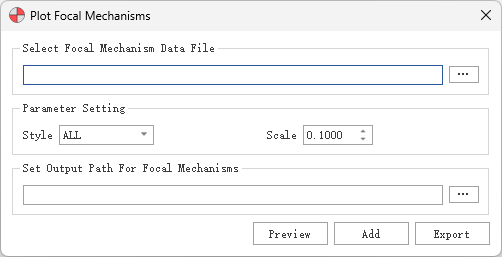 Plot Focal Mechanisms
Select Focal Mechanism Data File
...
Parameter Setting
Style ALL Scale 0.1000
Set Output Path For Focal Mechanisms
...
Preview Add Export